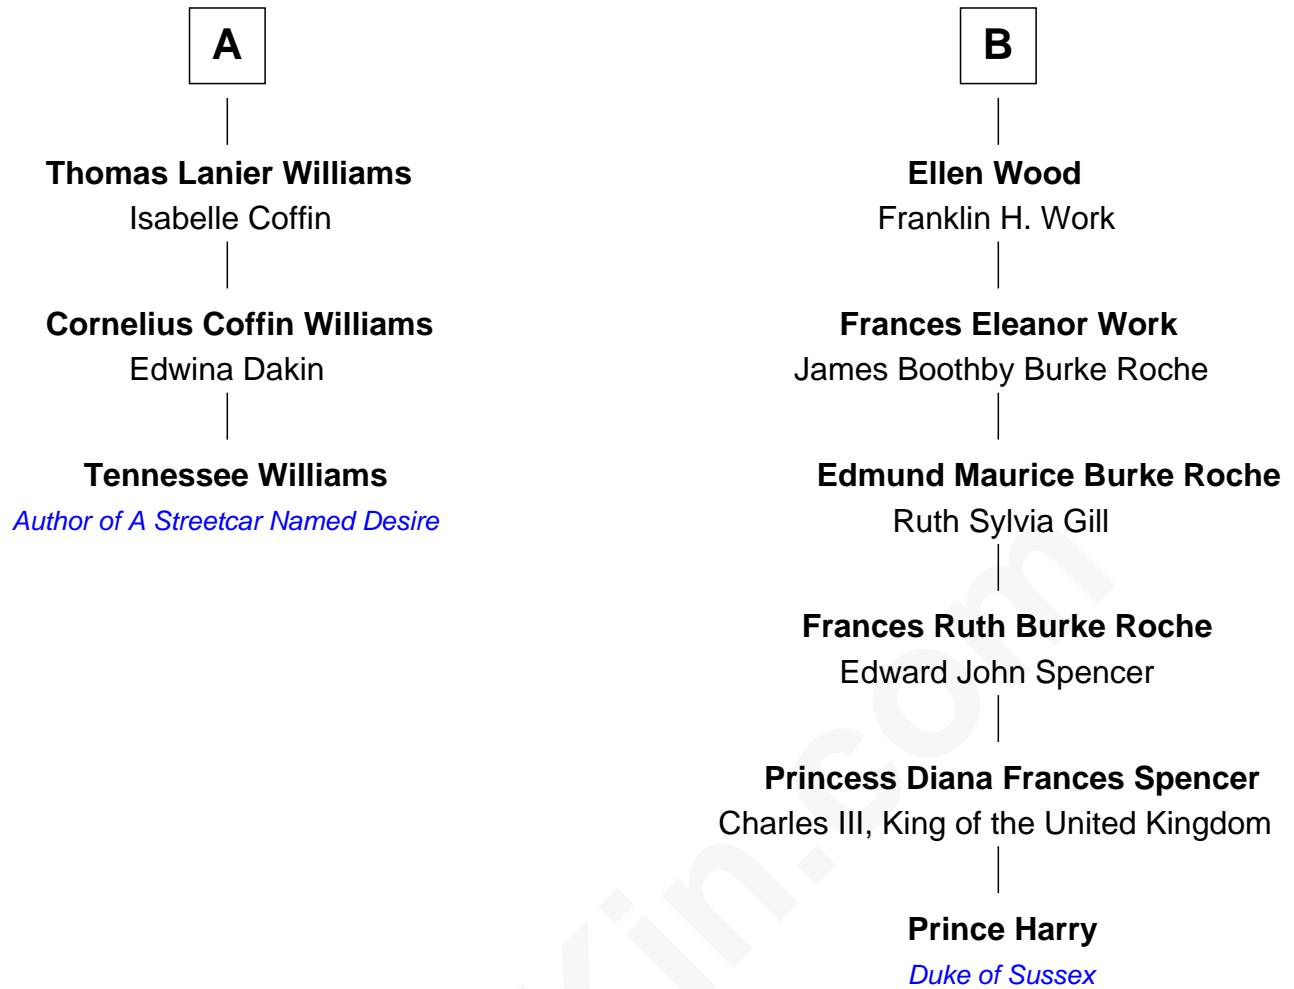 A
Thomas Lanier Williams
Isabelle Coffin
Cornelius Coffin Williams
Edwina Dakin
Tennessee Williams
Author of A Streetcar Named Desire
B
Ellen Wood
Franklin H. Work
Frances Eleanor Work
James Boothby Burke Roche
Edmund Maurice Burke Roche
Ruth Sylvia Gill
Frances Ruth Burke Roche
Edward John Spencer
Princess Diana Frances Spencer
Charles III, King of the United Kingdom
Prince Harry
Duke of Sussex
Kin.com